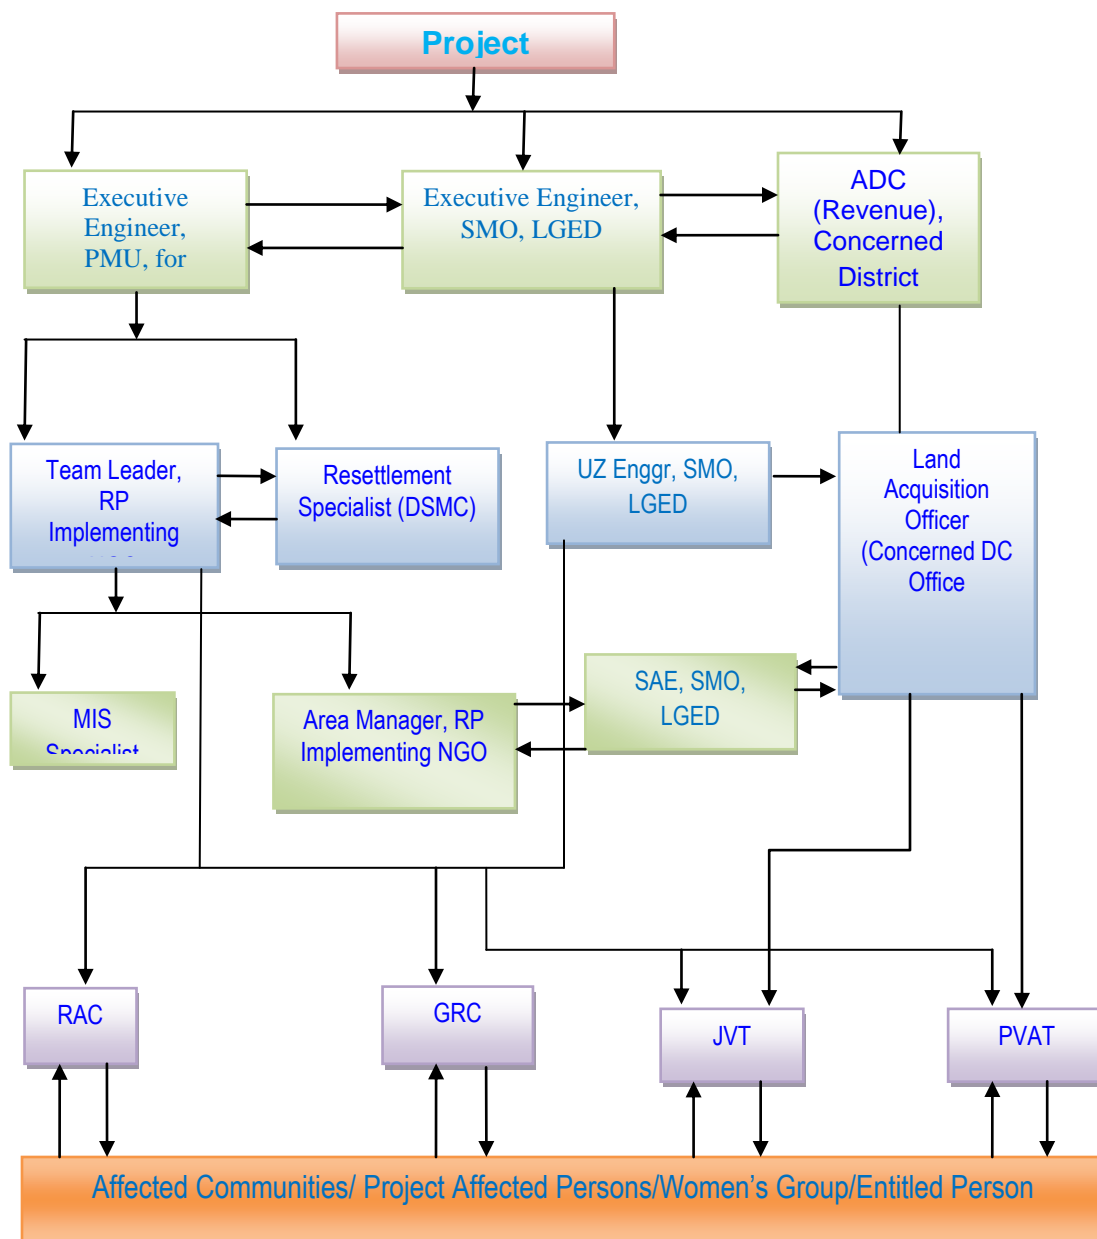 Project
Executive
Engineer,
PMU, for
Executive Engineer,
SMO, LGED
ADC
(Revenue),
Concerned
District
Team Leader,
RP
Implementing
Resettlement
Specialist (DSMC)
UZ Enggr, SMO,
LGED
Land
Acquisition
Officer
(Concerned DC
Office
MIS
Specialist
Area Manager, RP
Implementing NGO
SAE, SMO,
LGED
RAC
GRC
JVT
PVAT
Affected Communities/ Project Affected Persons/Women's Group/Entitled Person